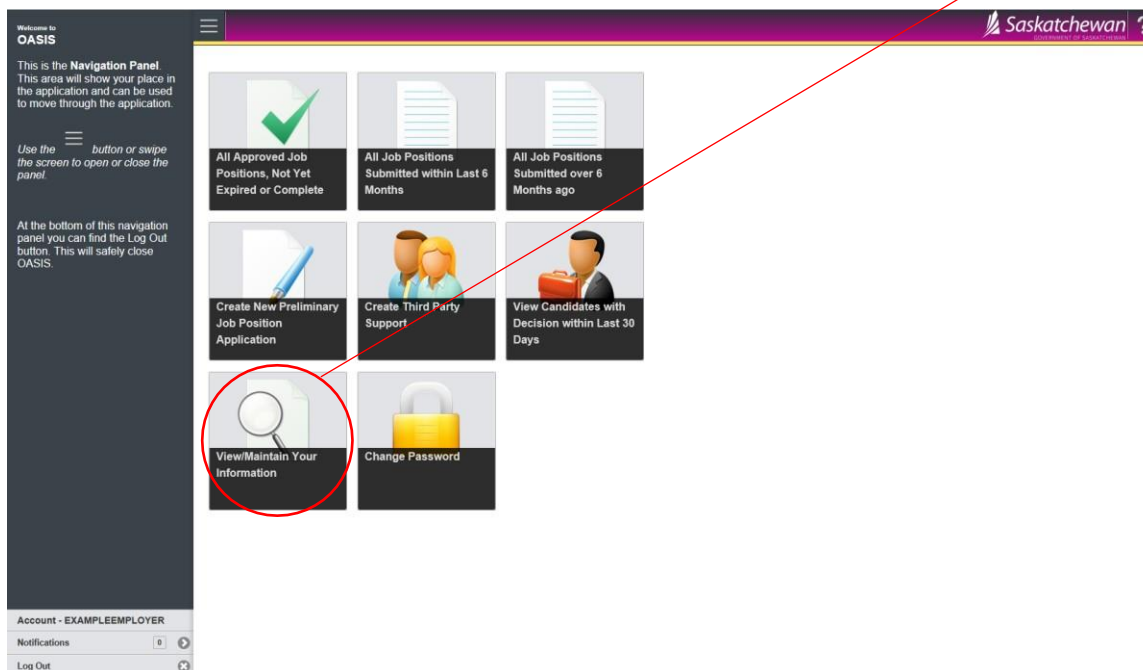 Welcome to
OASIS
This is the Navigation Panel.
This area will show your place in
the application and can be used
to move through the application.
Use the button or swipe
the screen to open or close the
panel.
At the bottom of this navigation
panel you can find the Log Out
button. This will safely close
OASIS.
Account - EXAMPLEEMPLOYER
Notifications 0
Log Out
Saskatchewan ?
GOVERNMENT OF SASKATCHEWAN
All Approved Job
Positions, Not Yet
Expired or Complete
All Job Positions
Submitted within Last 6
Months
All Job Positions
Submitted over 6
Months ago
Create New Preliminary
Job Position
Application
Create Third Party
Support
View Candidates with
Decision within Last 30
Days
View/Maintain Your
Information
Change Password